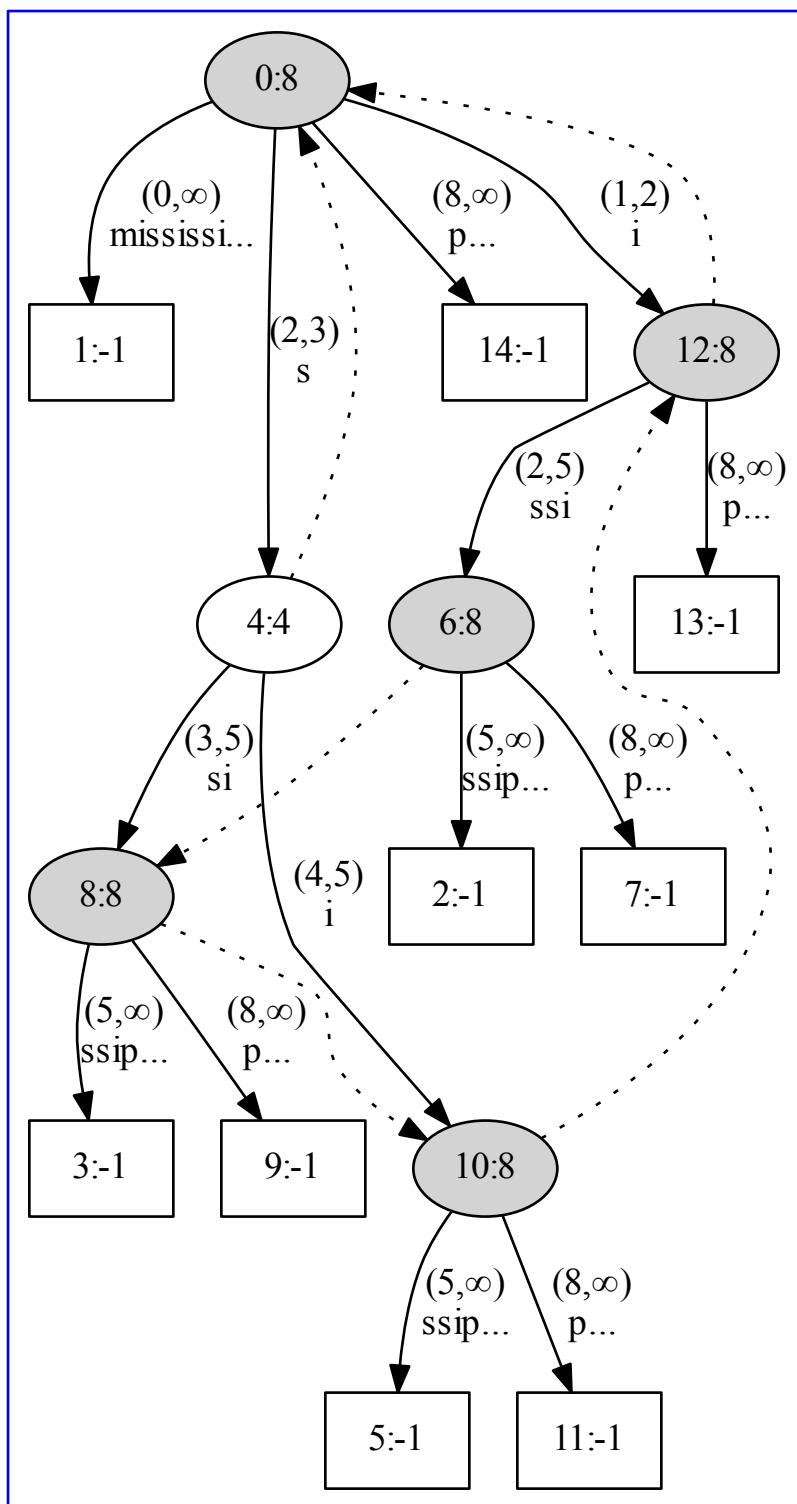 0:8
(0,∞)
mississi...
(8,∞)
p...
(1,2)
i
(2,3)
s
1:-1
14:-1
12:8
(2,5)
ssi
(8,∞)
p...
4:4
6:8
13:-1
(3,5)
si
(5,∞)
ssip...
(8,∞)
p...
(4,5)
i
8:8
2:-1
7:-1
(5,∞)
ssip...
(8,∞)
p...
3:-1
9:-1
10:8
(5,∞)
ssip...
(8,∞)
p...
5:-1
11:-1